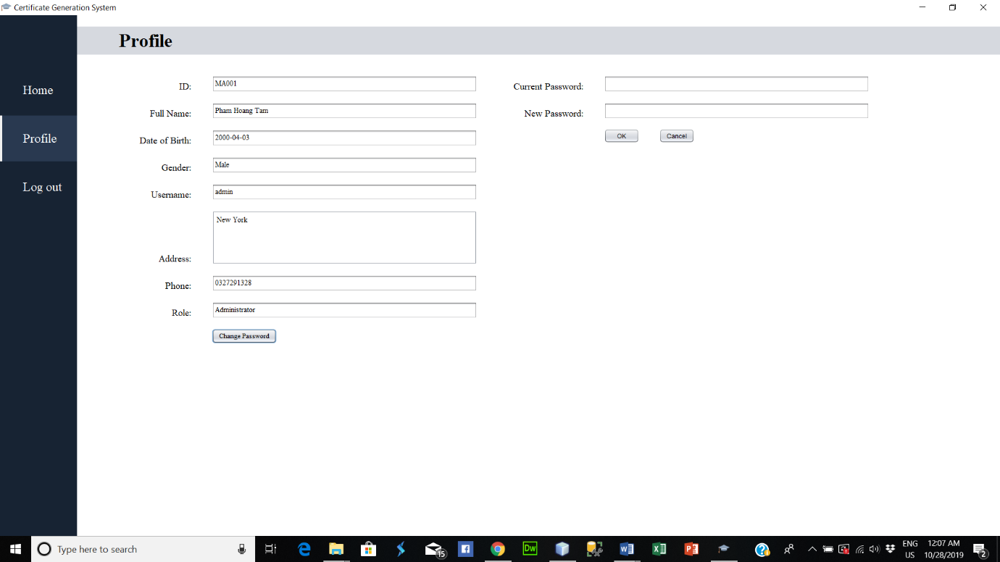 Certificate Generation System
Profile
Home
Profile
Log out
ID: MA001
Full Name: Pham Hoang Tam
Date of Birth: 2000-04-03
Gender: Male
Username: admin
Address: New York
Phone: 0327291328
Role: Administrator
Change Password
Current Password:
New Password:
OK Cancel
Type here to search
15
Dw
ENG
US
12:07 AM
10/28/2019
2